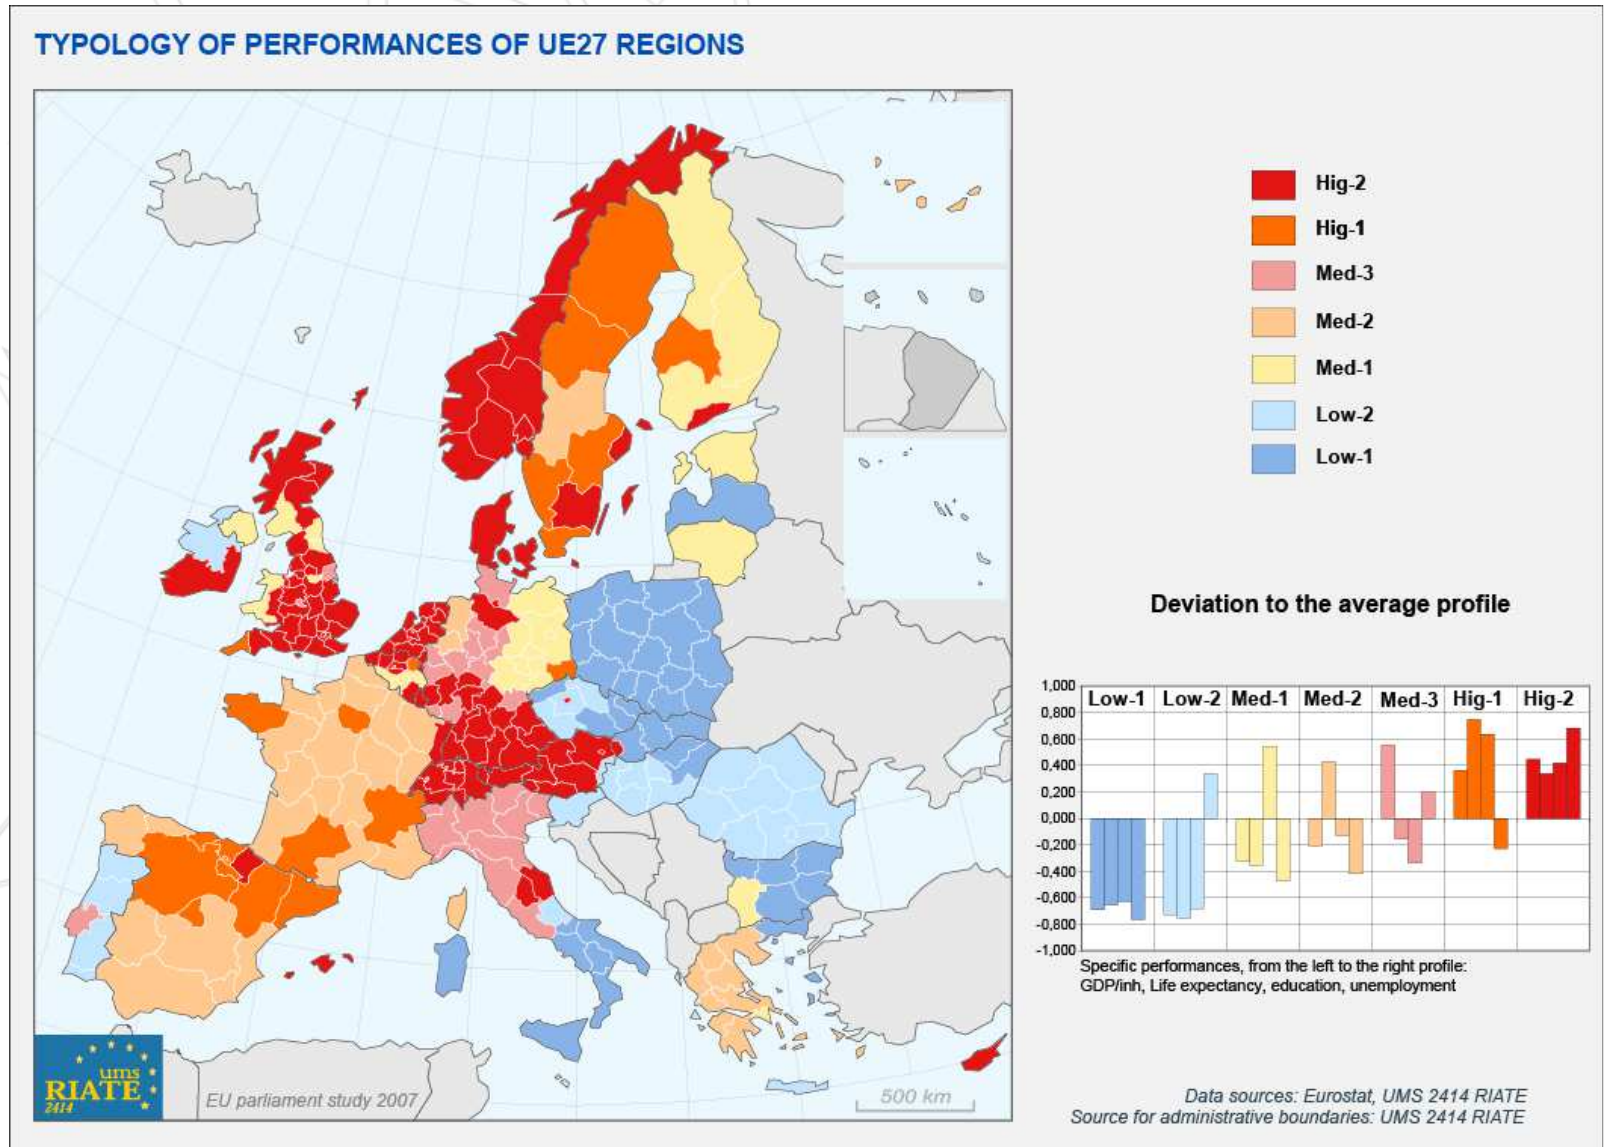 TYPOLOGY OF PERFORMANCES OF UE27 REGIONS
Hig-2
Hig-1
Med-3
Med-2
Med-1
Low-2
Low-1
Deviation to the average profile
1,000
0,800
0,600
0,400
0,200
0,000
-0,200
-0,400
-0,600
-0,800
-1,000
Low-1 Low-2 Med-1 Med-2 Med-3 Hig-1 Hig-2
Specific performances, from the left to the right profile:
GDP/inh, Life expectancy, education, unemployment
ums
RIATE
2414
EU parliament study 2007
500 km
Data sources: Eurostat, UMS 2414 RIATE
Source for administrative boundaries: UMS 2414 RIATE